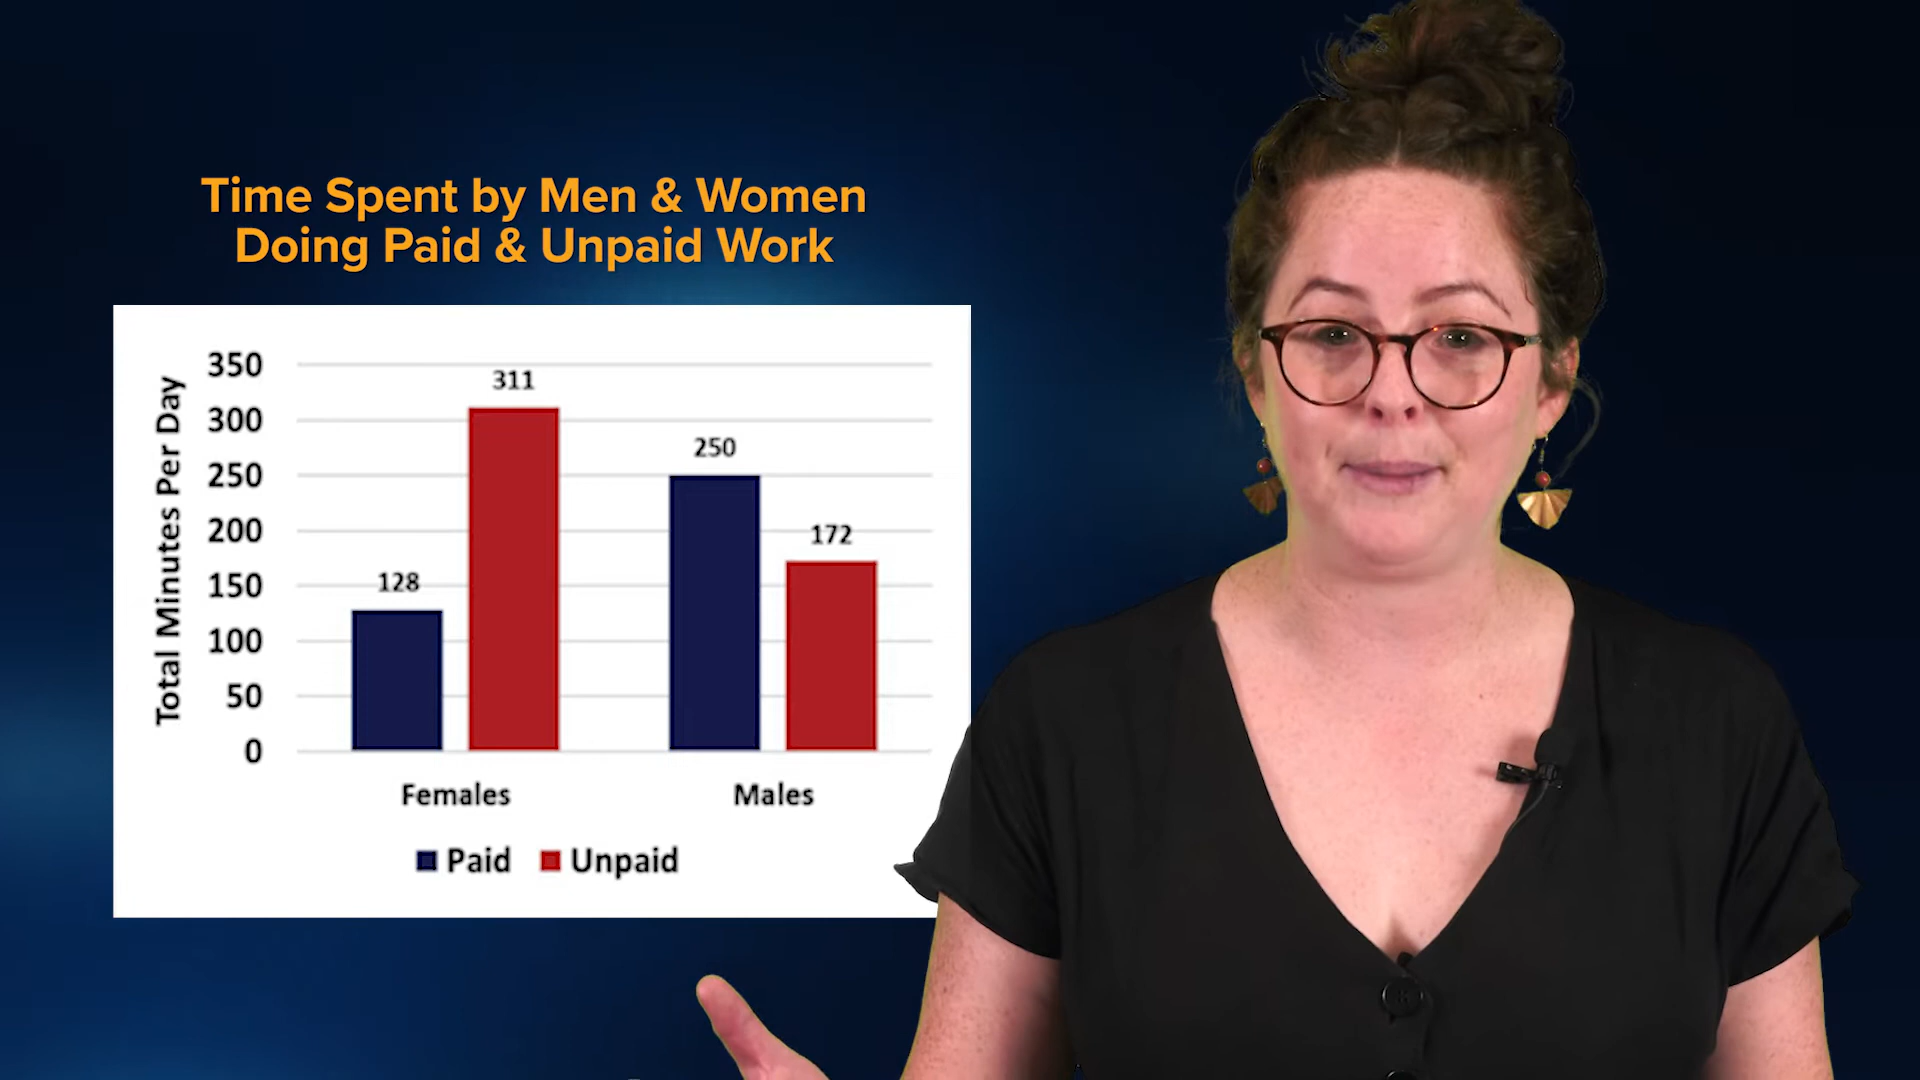 Time Spent by Men & Women
Doing Paid & Unpaid Work
Total Minutes Per Day
350
300
250
200
150
100
50
0
128
311
250
172
Females
Males
Paid
Unpaid